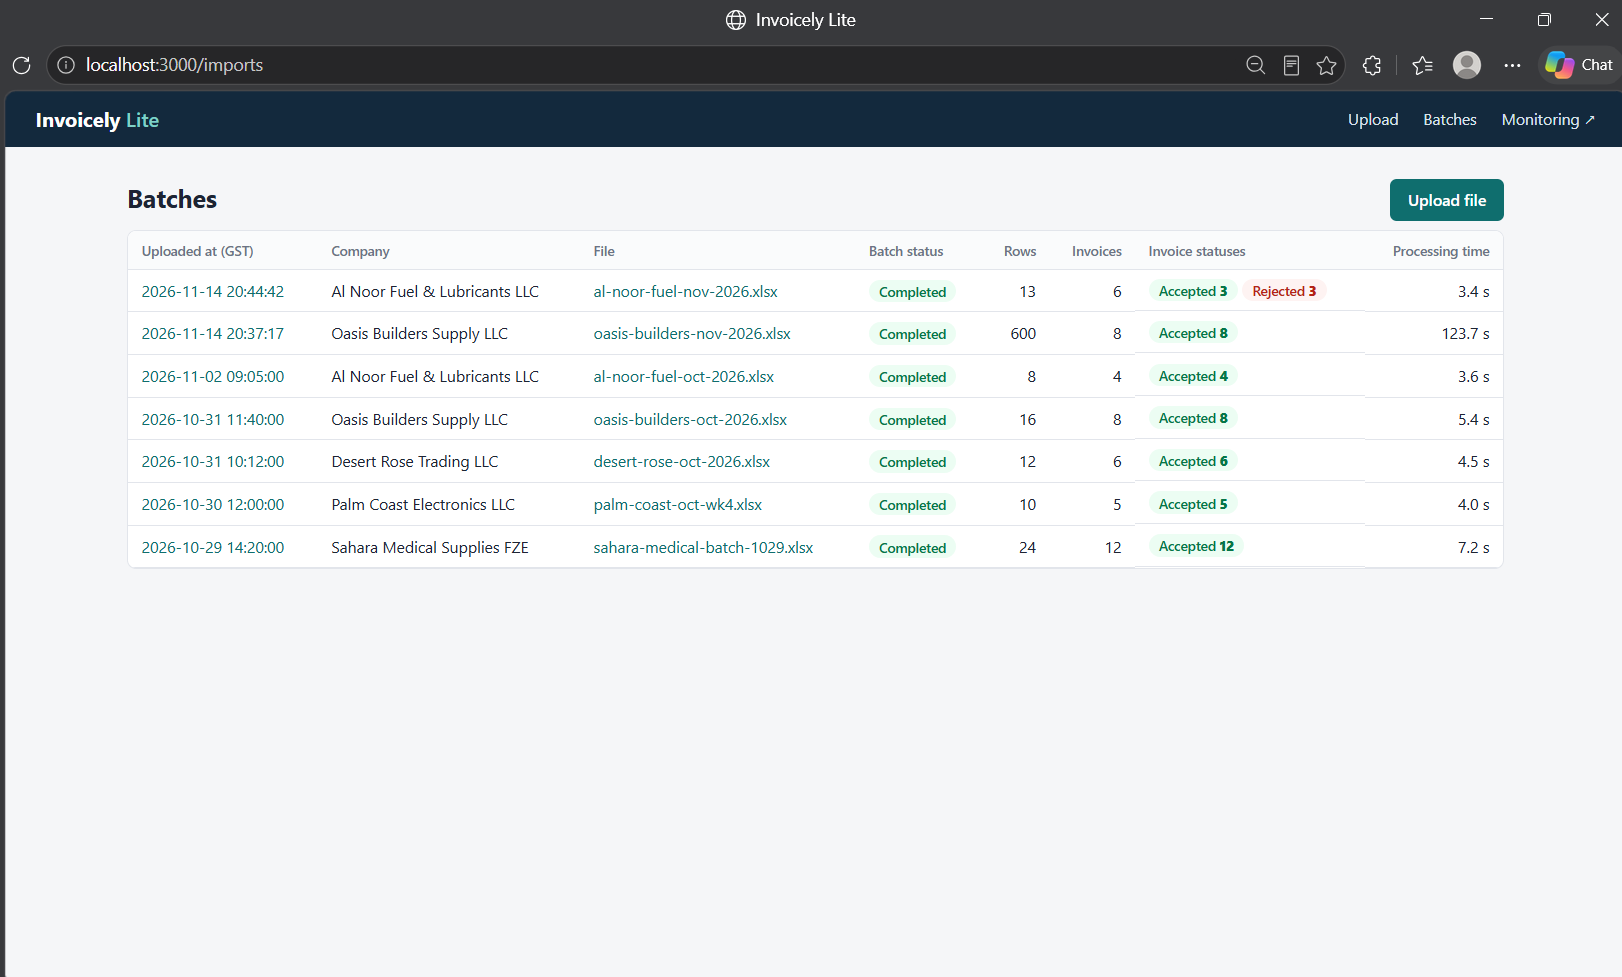 Invoicely Lite
localhost:3000/imports
Chat
Invoicely Lite Upload Batches Monitoring ↗
Batches Upload file
Uploaded at (GST) Company File Batch status Rows Invoices Invoice statuses Processing time
2026-11-14 20:44:42 Al Noor Fuel & Lubricants LLC al-noor-fuel-nov-2026.xlsx Completed 13 6 Accepted 3 Rejected 3 3.4 s
2026-11-14 20:37:17 Oasis Builders Supply LLC oasis-builders-nov-2026.xlsx Completed 600 8 Accepted 8 123.7 s
2026-11-02 09:05:00 Al Noor Fuel & Lubricants LLC al-noor-fuel-oct-2026.xlsx Completed 8 4 Accepted 4 3.6 s
2026-10-31 11:40:00 Oasis Builders Supply LLC oasis-builders-oct-2026.xlsx Completed 16 8 Accepted 8 5.4 s
2026-10-31 10:12:00 Desert Rose Trading LLC desert-rose-oct-2026.xlsx Completed 12 6 Accepted 6 4.5 s
2026-10-30 12:00:00 Palm Coast Electronics LLC palm-coast-oct-wk4.xlsx Completed 10 5 Accepted 5 4.0 s
2026-10-29 14:20:00 Sahara Medical Supplies FZE sahara-medical-batch-1029.xlsx Completed 24 12 Accepted 12 7.2 s